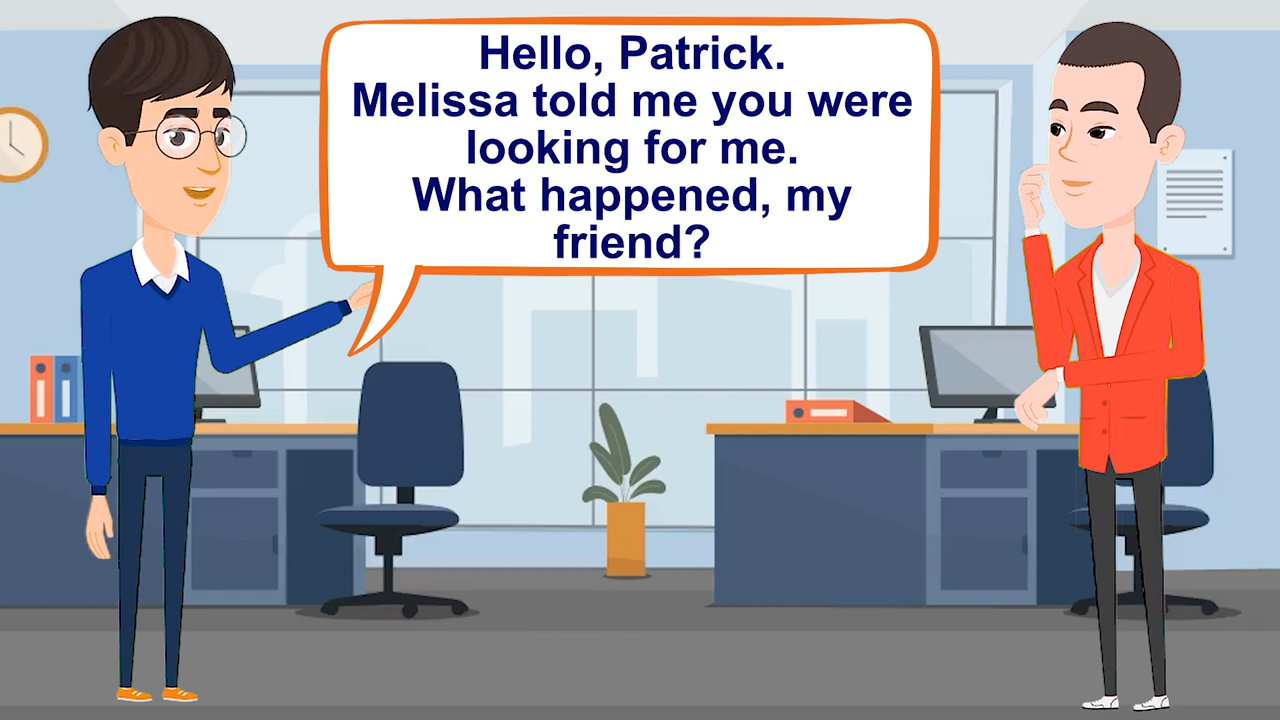 Hello, Patrick.
Melissa told me you were
looking for me.
What happened, my
friend?